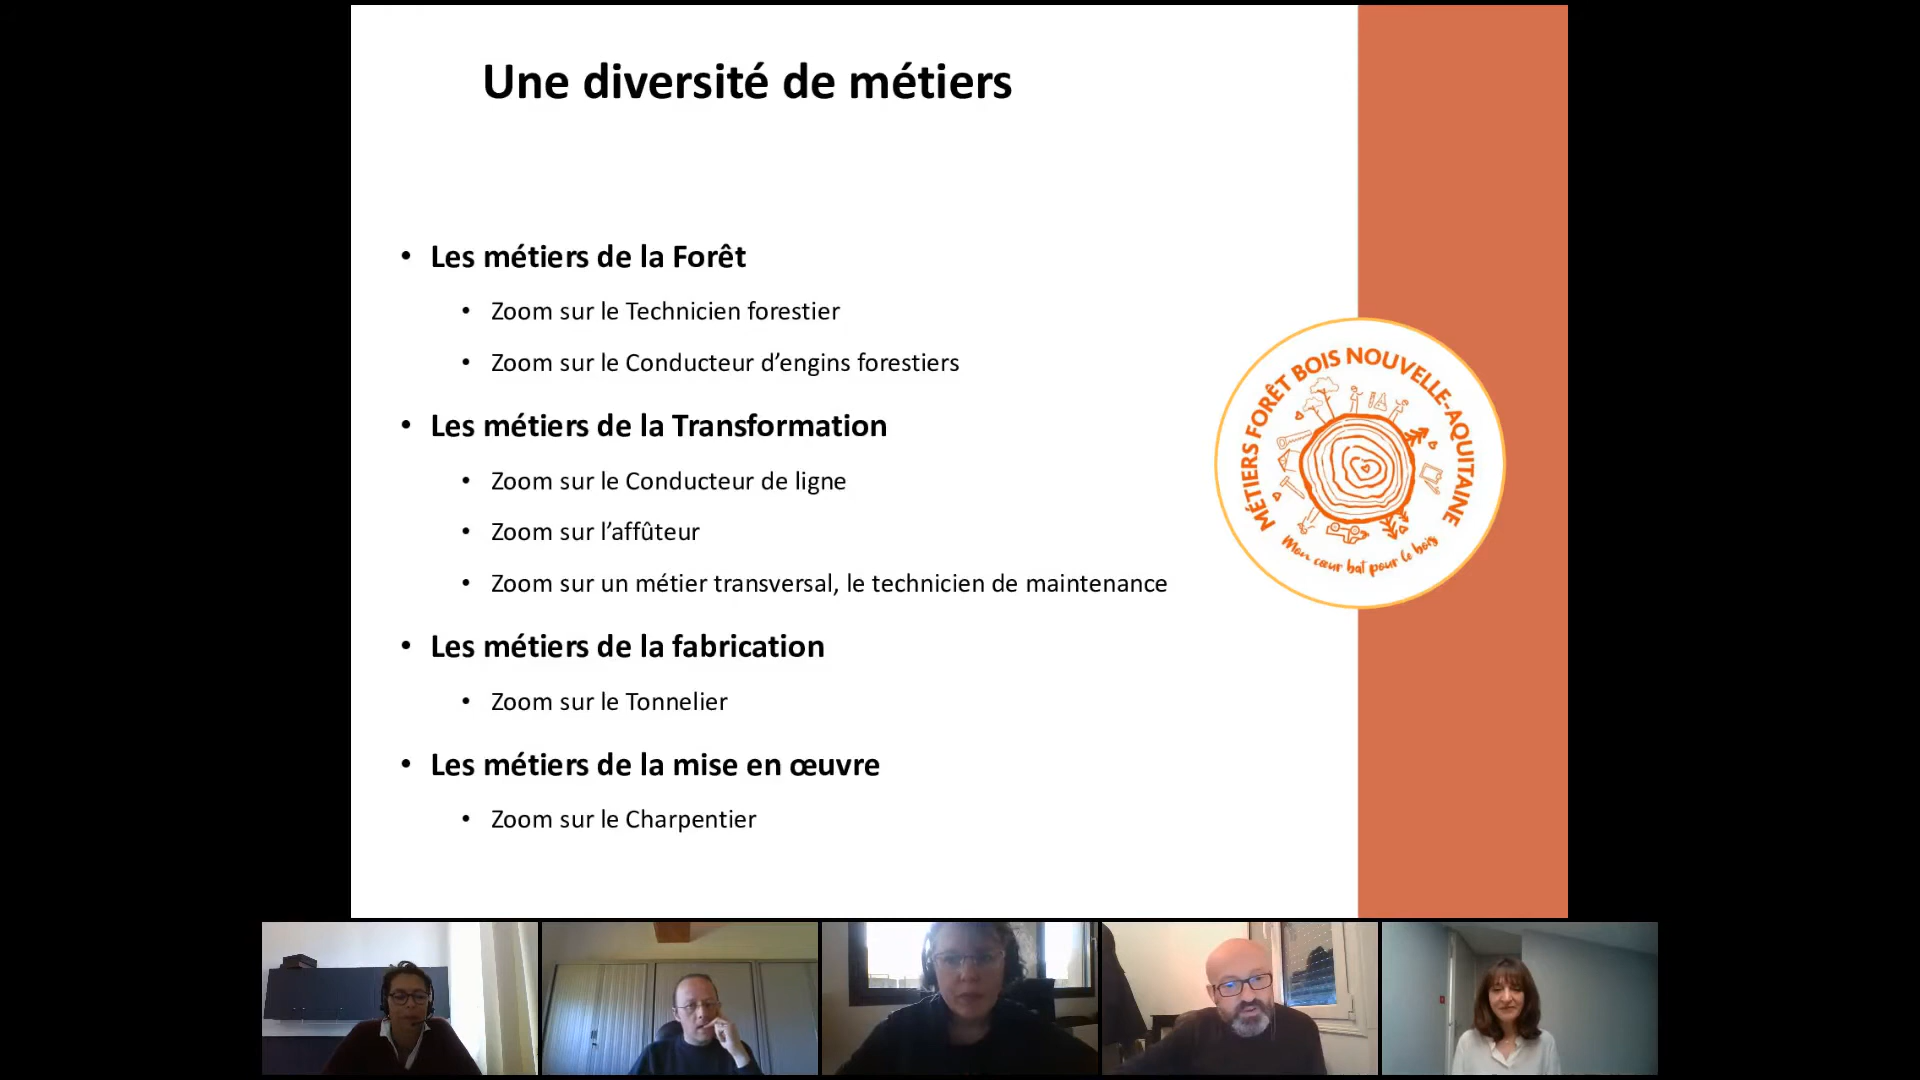 Une diversité de métiers
• Les métiers de la Forêt
• Zoom sur le Technicien forestier
• Zoom sur le Conducteur d’engins forestiers
• Les métiers de la Transformation
• Zoom sur le Conducteur de ligne
• Zoom sur l’affûteur
• Zoom sur un métier transversal, le technicien de maintenance
• Les métiers de la fabrication
• Zoom sur le Tonnelier
• Les métiers de la mise en œuvre
• Zoom sur le Charpentier
MÉTIERS FORÊT BOIS NOUVELLE-AQUITAINE
Mon cœur bat pour le bois